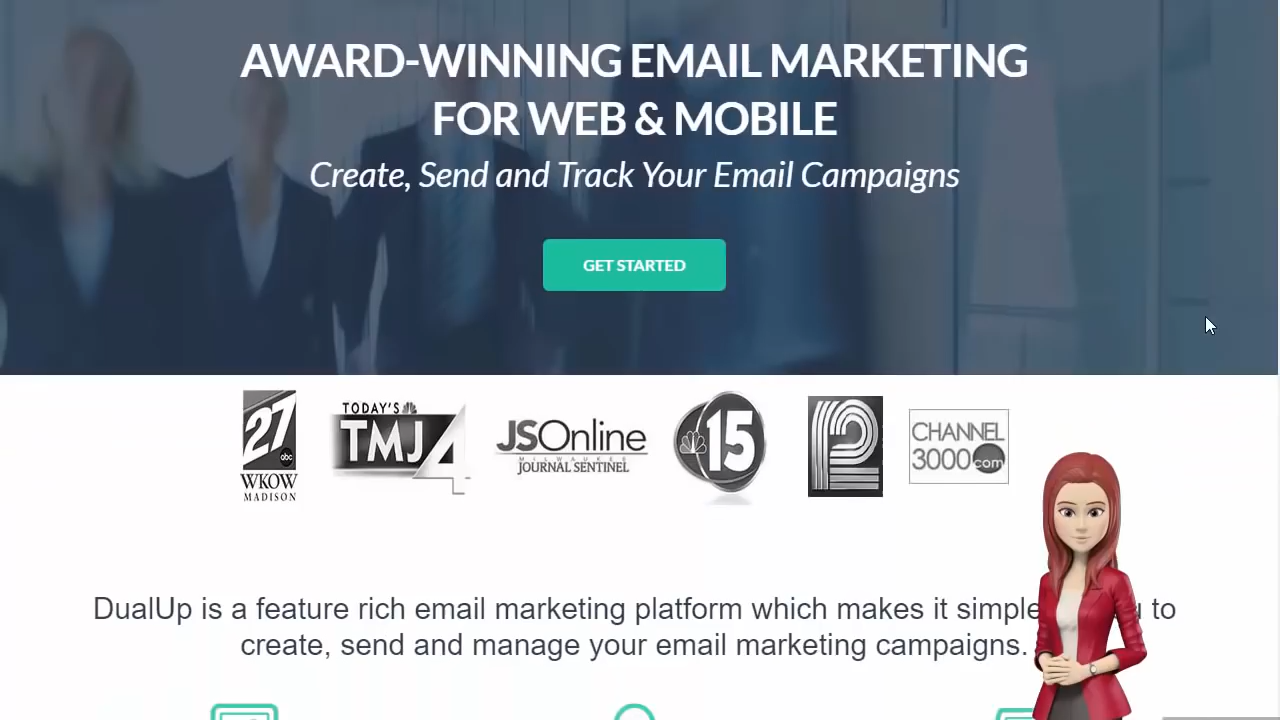 AWARD-WINNING EMAIL MARKETING
FOR WEB & MOBILE
Create, Send and Track Your Email Campaigns
GET STARTED
27
abc
WKOW
MADISON
TODAY'S
TMJ4
JSOnline
MILWAUKEE
JOURNAL SENTINEL
15
12
CHANNEL
3000.com
DualUp is a feature rich email marketing platform which makes it simple to
create, send and manage your email marketing campaigns.